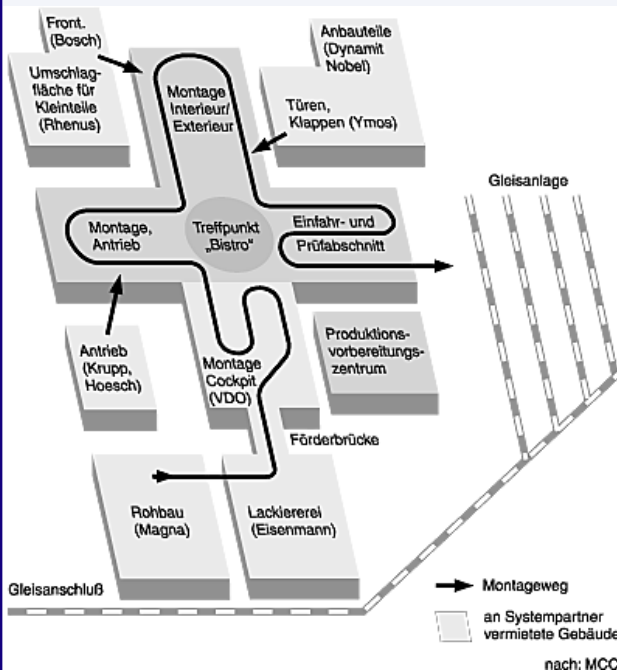 Front.
(Bosch)
Umschlag-
fläche für
Kleinteile
(Rhenus)
Montage
Interieur/
Exterieur
Anbauteile
(Dynamit
Nobel)
Türen,
Klappen (Ymos)
Gleisanlage
Montage,
Antrieb
Treffpunkt
„Bistro“
Einfahr- und
Prüfabschnitt
Antrieb
(Krupp,
Hoesch)
Montage
Cockpit
(VDO)
Produktions-
vorbereitungs-
zentrum
Förderbrücke
Rohbau
(Magna)
Lackiererei
(Eisenmann)
Gleisanschluß
Montageweg
an Systempartner
vermietete Gebäude
nach: MCC